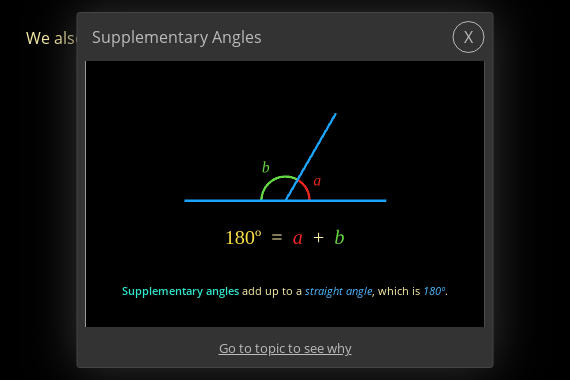 We als
Supplementary Angles
X
b
a
180º = a + b
Supplementary angles add up to a straight angle, which is 180º.
Go to topic to see why